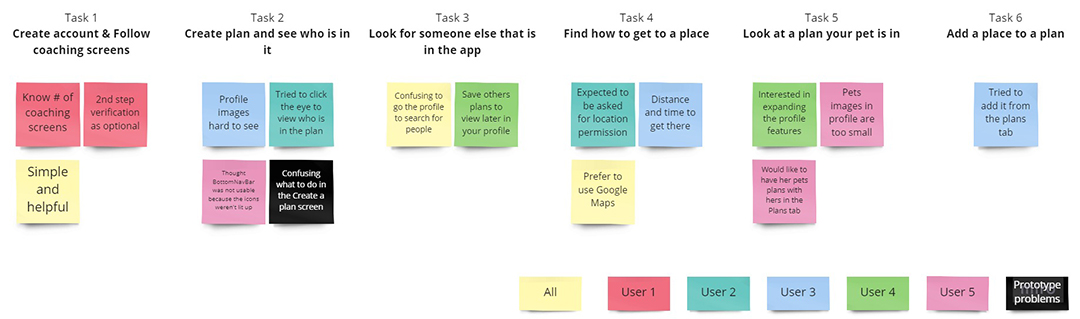 Task 1
Create account & Follow
coaching screens
Know # of
coaching
screens
2nd step
verification
as optional
Simple
and
helpful
Task 2
Create plan and see who is in
it
Profile
images
hard to see
Tried to click
the eye to
view who is
in the plan
Thought
BottomNavBar
was not usable
because the icons
weren't lit up
Confusing
what to do in
the Create a
plan screen
Task 3
Look for someone else that is
in the app
Confusing to
go the profile
to search for
people
Save others
plans to
view later in
your profile
Task 4
Find how to get to a place
Expected to
be asked
for location
permission
Distance
and time to
get there
Prefer to
use Google
Maps
Task 5
Look at a plan your pet is in
Interested in
expanding
the profile
features
Pets
images in
profile are
too small
Would like to
have her pets
plans with
hers in the
Plans tab
Task 6
Add a place to a plan
Tried to
add it from
the plans
tab
All
User 1
User 2
User 3
User 4
User 5
Prototype
problems